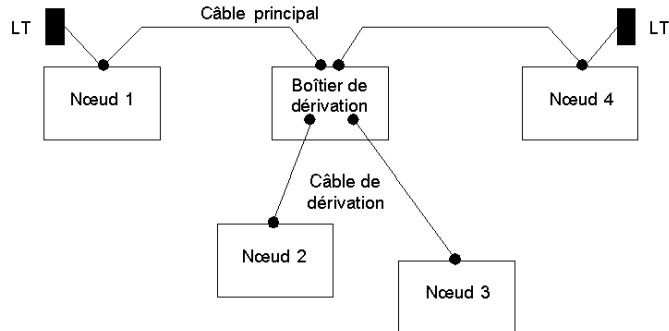 LT
Câble principal
LT
Nœud 1
Boîtier de
dérivation
Nœud 4
Câble de
dérivation
Nœud 2
Nœud 3